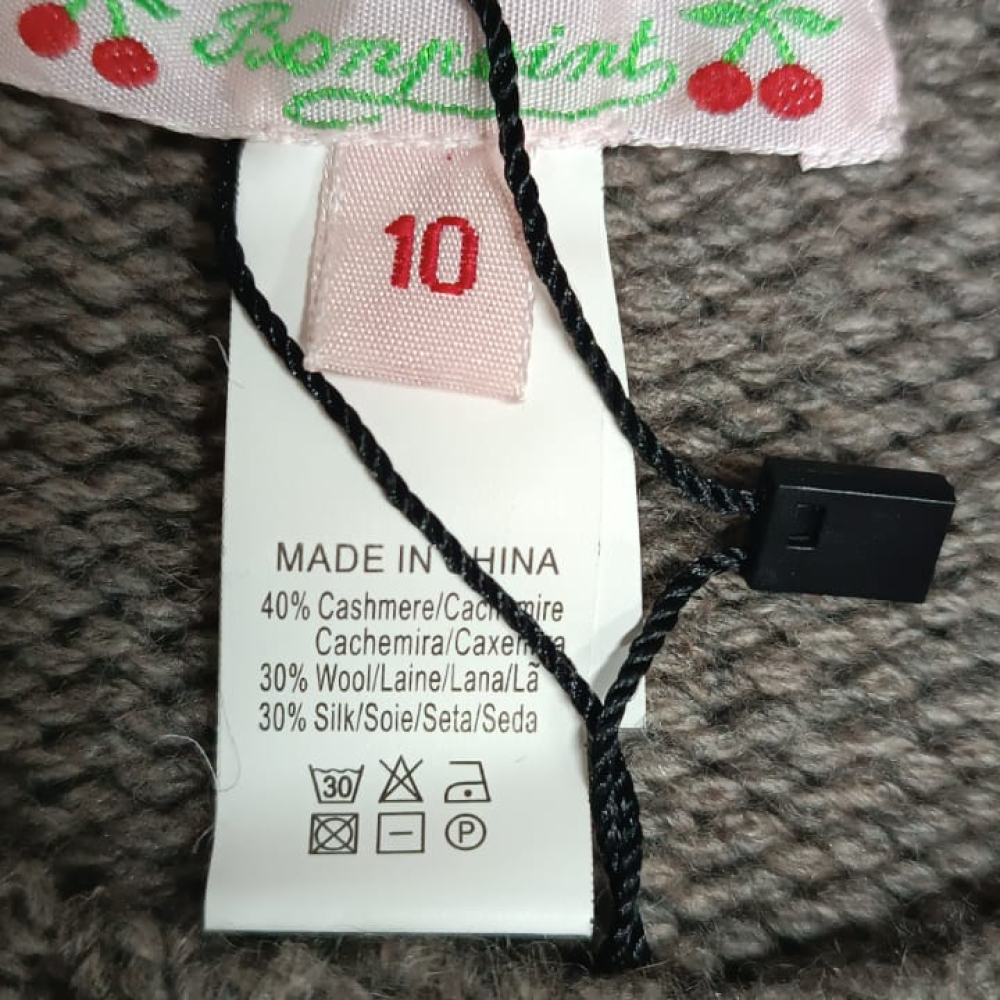 Bonpoint
10
MADE IN CHINA
40% Cashmere/Cachemire
Cachemira/Caxemira
30% Wool/Laine/Lana/Lã
30% Silk/Soie/Seta/Seda
30
P